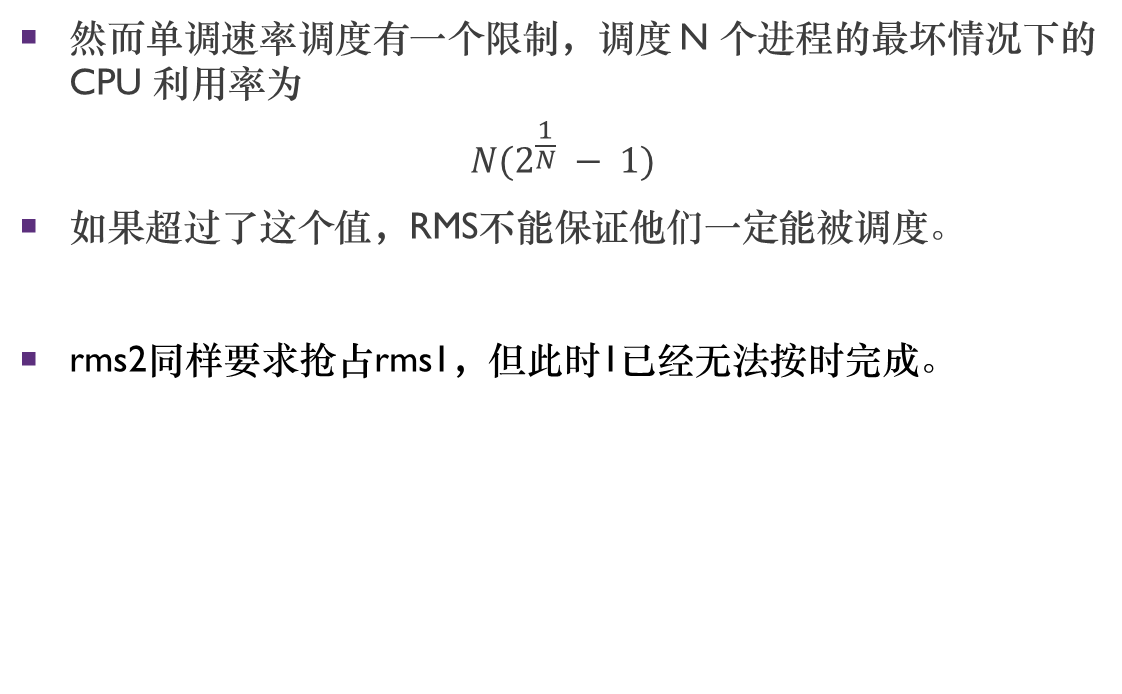 然而单调速率调度有一个限制，调度 N 个进程的最坏情况下的
CPU 利用率为
N(2^{1/N} − 1)
如果超过了这个值，RMS不能保证他们一定能被调度。
rms2同样要求抢占rms1，但此时1已经无法按时完成。